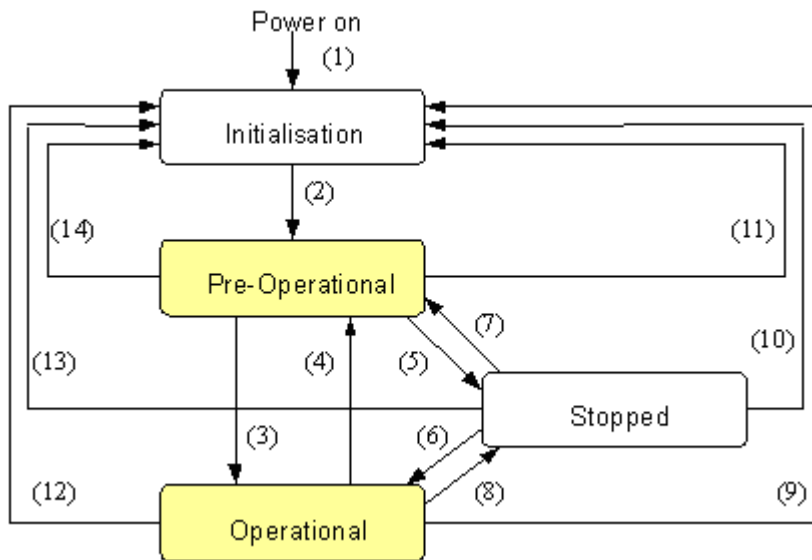 Power on
(1)
Initialisation
(2)
(14)
(11)
Pre-Operational
(7)
(13)
(4)
(5)
(10)
Stopped
(3)
(6)
(12)
(8)
(9)
Operational